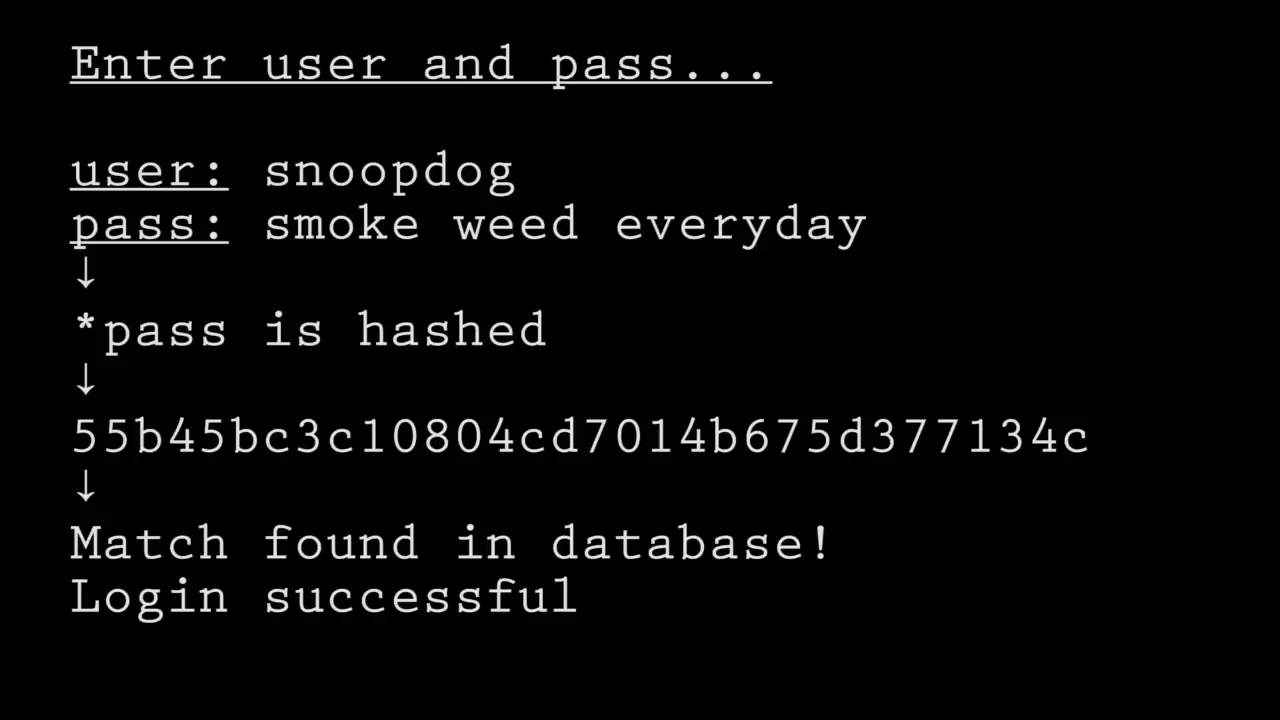 Enter user and pass...
user: snoopdog
pass: smoke weed everyday
↓
*pass is hashed
↓
55b45bc3c10804cd7014b675d377134c
↓
Match found in database!
Login successful